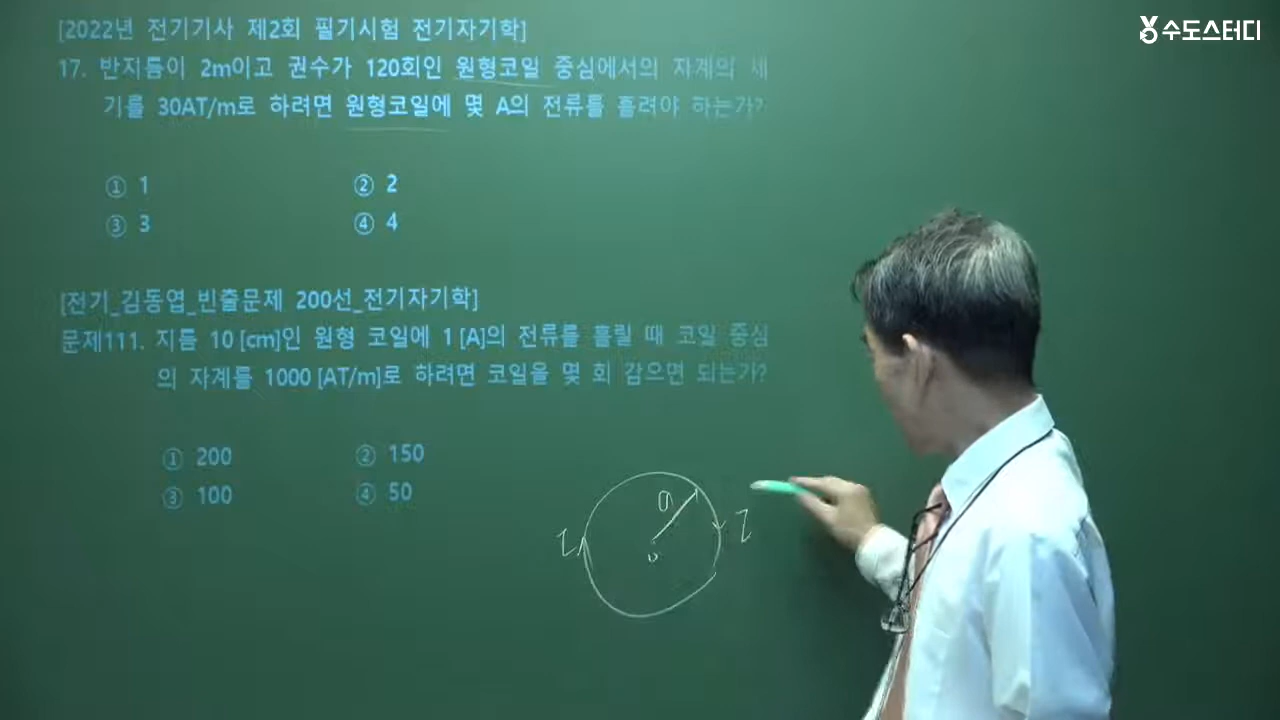 수도스터디
[2022년 전기기사 제2회 필기시험 전기자기학]
17. 반지름이 2m이고 권수가 120회인 원형코일 중심에서의 자계의 세
기를 30AT/m로 하려면 원형코일에 몇 A의 전류를 흘려야 하는가?
① 1 ② 2
③ 3 ④ 4
[전기_김동엽_빈출문제 200선_전기자기학]
문제111. 지름 10 [cm]인 원형 코일에 1 [A]의 전류를 흘릴 때 코일 중심
의 자계를 1000 [AT/m]로 하려면 코일을 몇 회 감으면 되는가?
① 200 ② 150
③ 100 ④ 50
a
I I